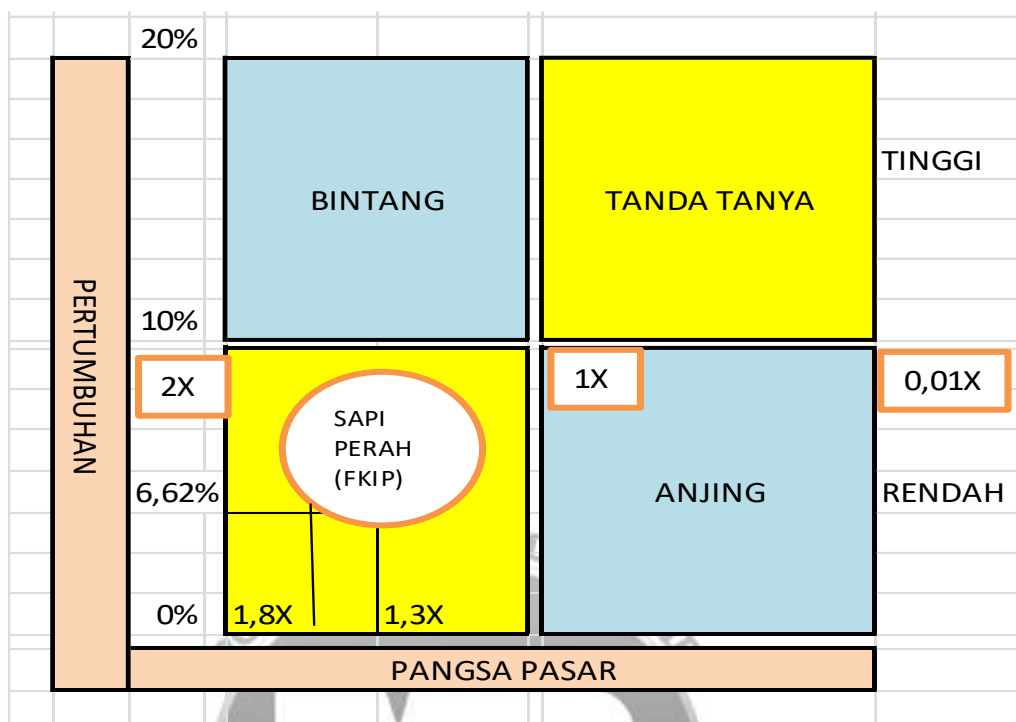 20%
BINTANG
TANDA TANYA
TINGGI
PERTUMBUHAN
10%
2X
1X
0,01X
SAPI
PERAH
(FKIP)
6,62%
ANJING
RENDAH
0%
1,8X
1,3X
PANGSA PASAR